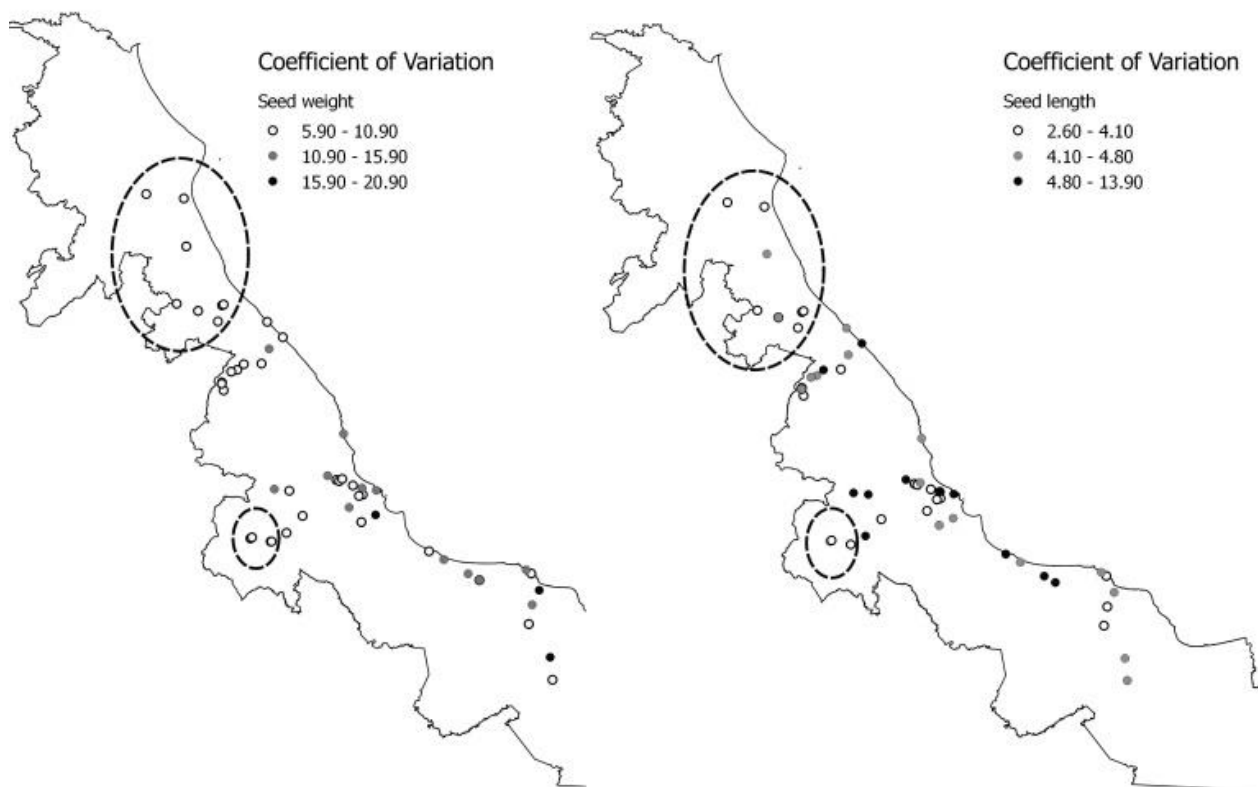 Coefficient of Variation
Seed weight
5.90 - 10.90
10.90 - 15.90
15.90 - 20.90
Coefficient of Variation
Seed length
2.60 - 4.10
4.10 - 4.80
4.80 - 13.90